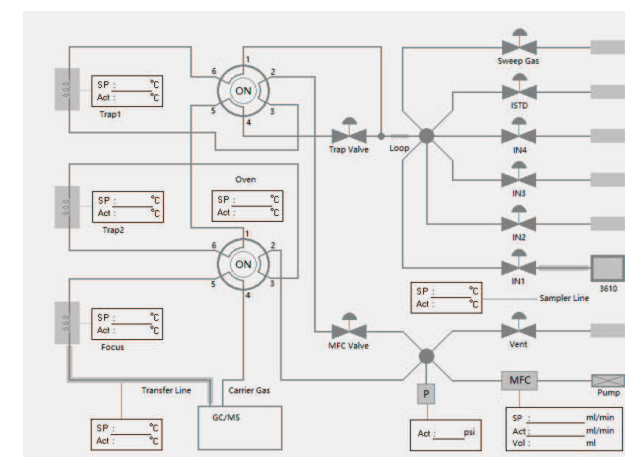 Sweep Gas
6
1
2
SP : ℃
Act : ℃
ON
ISTD
Trap1
5
3
4
Trap Valve
Loop
IN4
Oven
IN3
SP : ℃
Act : ℃
SP : ℃
Act : ℃
Trap2
1
IN2
6
2
ON
5
3
4
IN1
3610
SP : ℃
Act : ℃
Sampler Line
SP : ℃
Act : ℃
Focus
MFC Valve
Vent
Transfer Line
Carrier Gas
P
MFC
Pump
GC/MS
SP : ℃
Act : ℃
Act : psi
SP : ml/min
Act : ml/min
Vol : ml